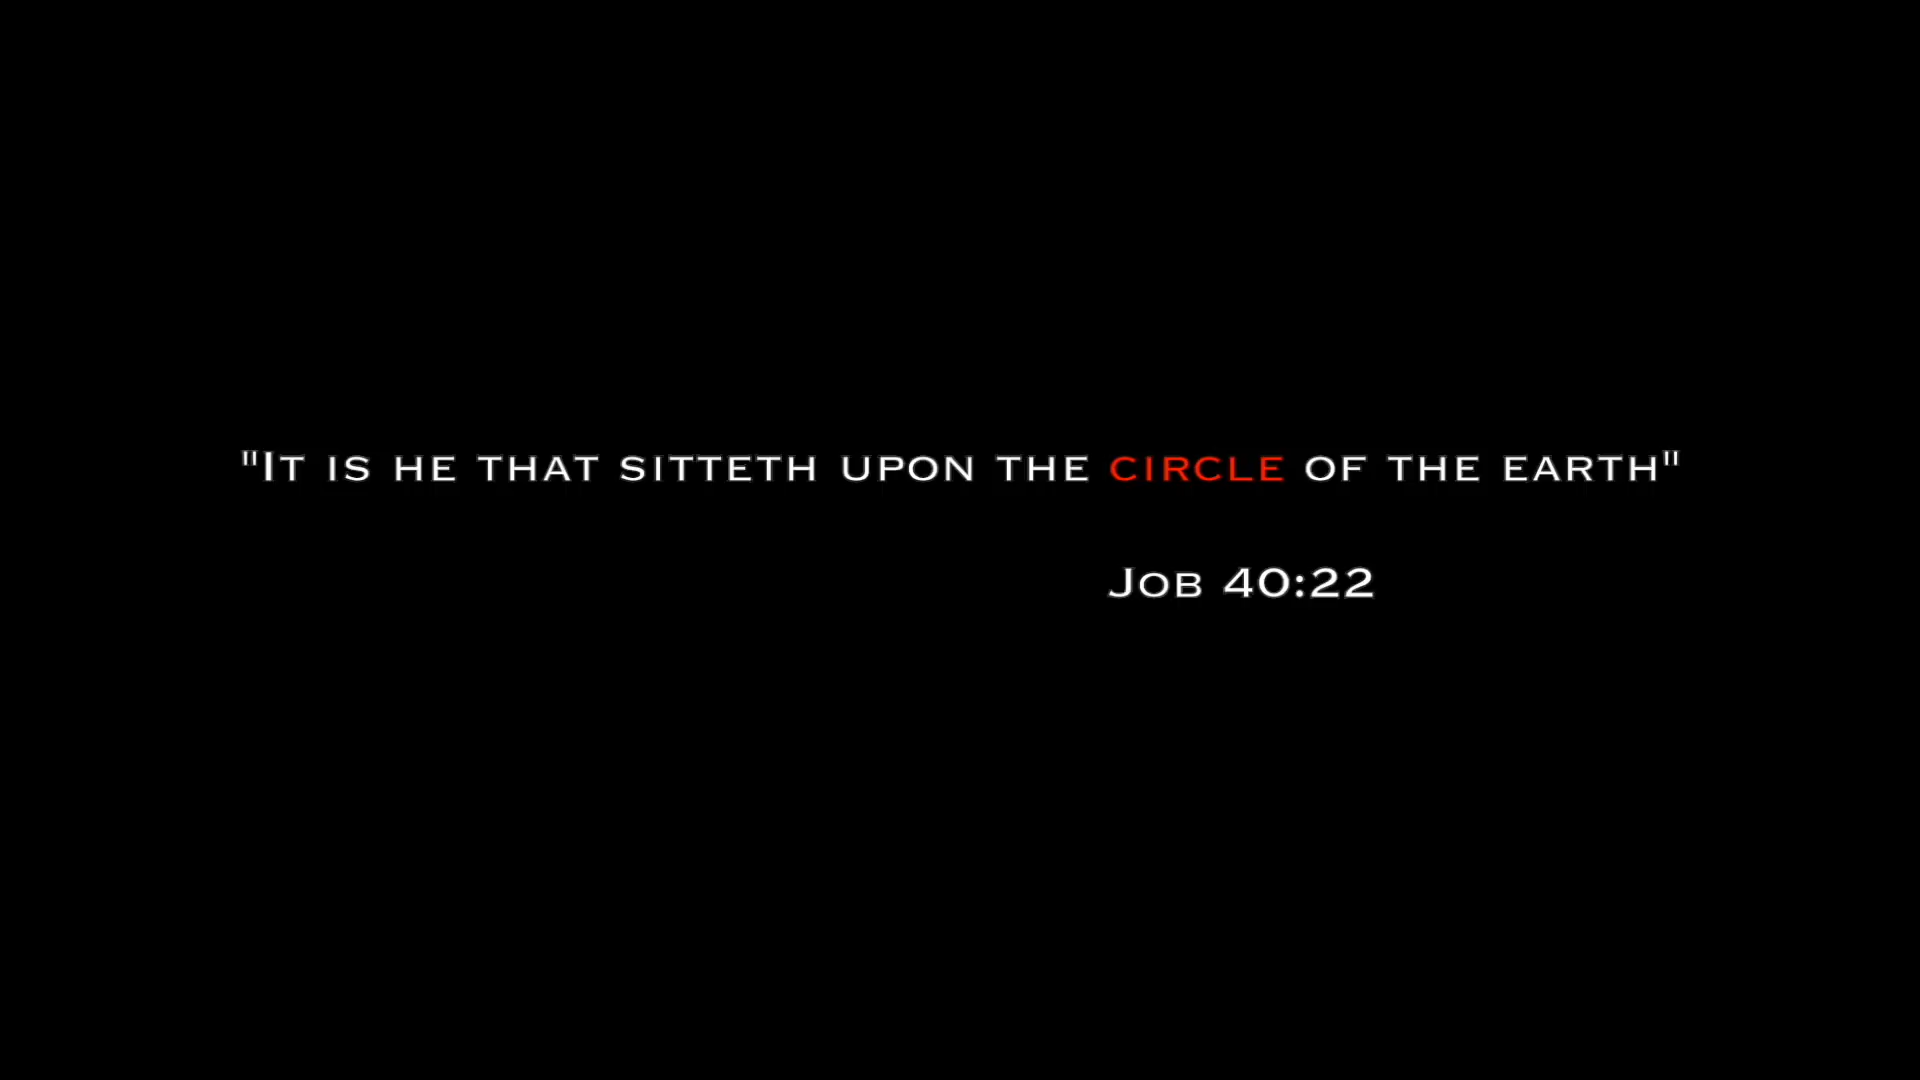 "It is he that sitteth upon the circle of the earth"
Job 40:22